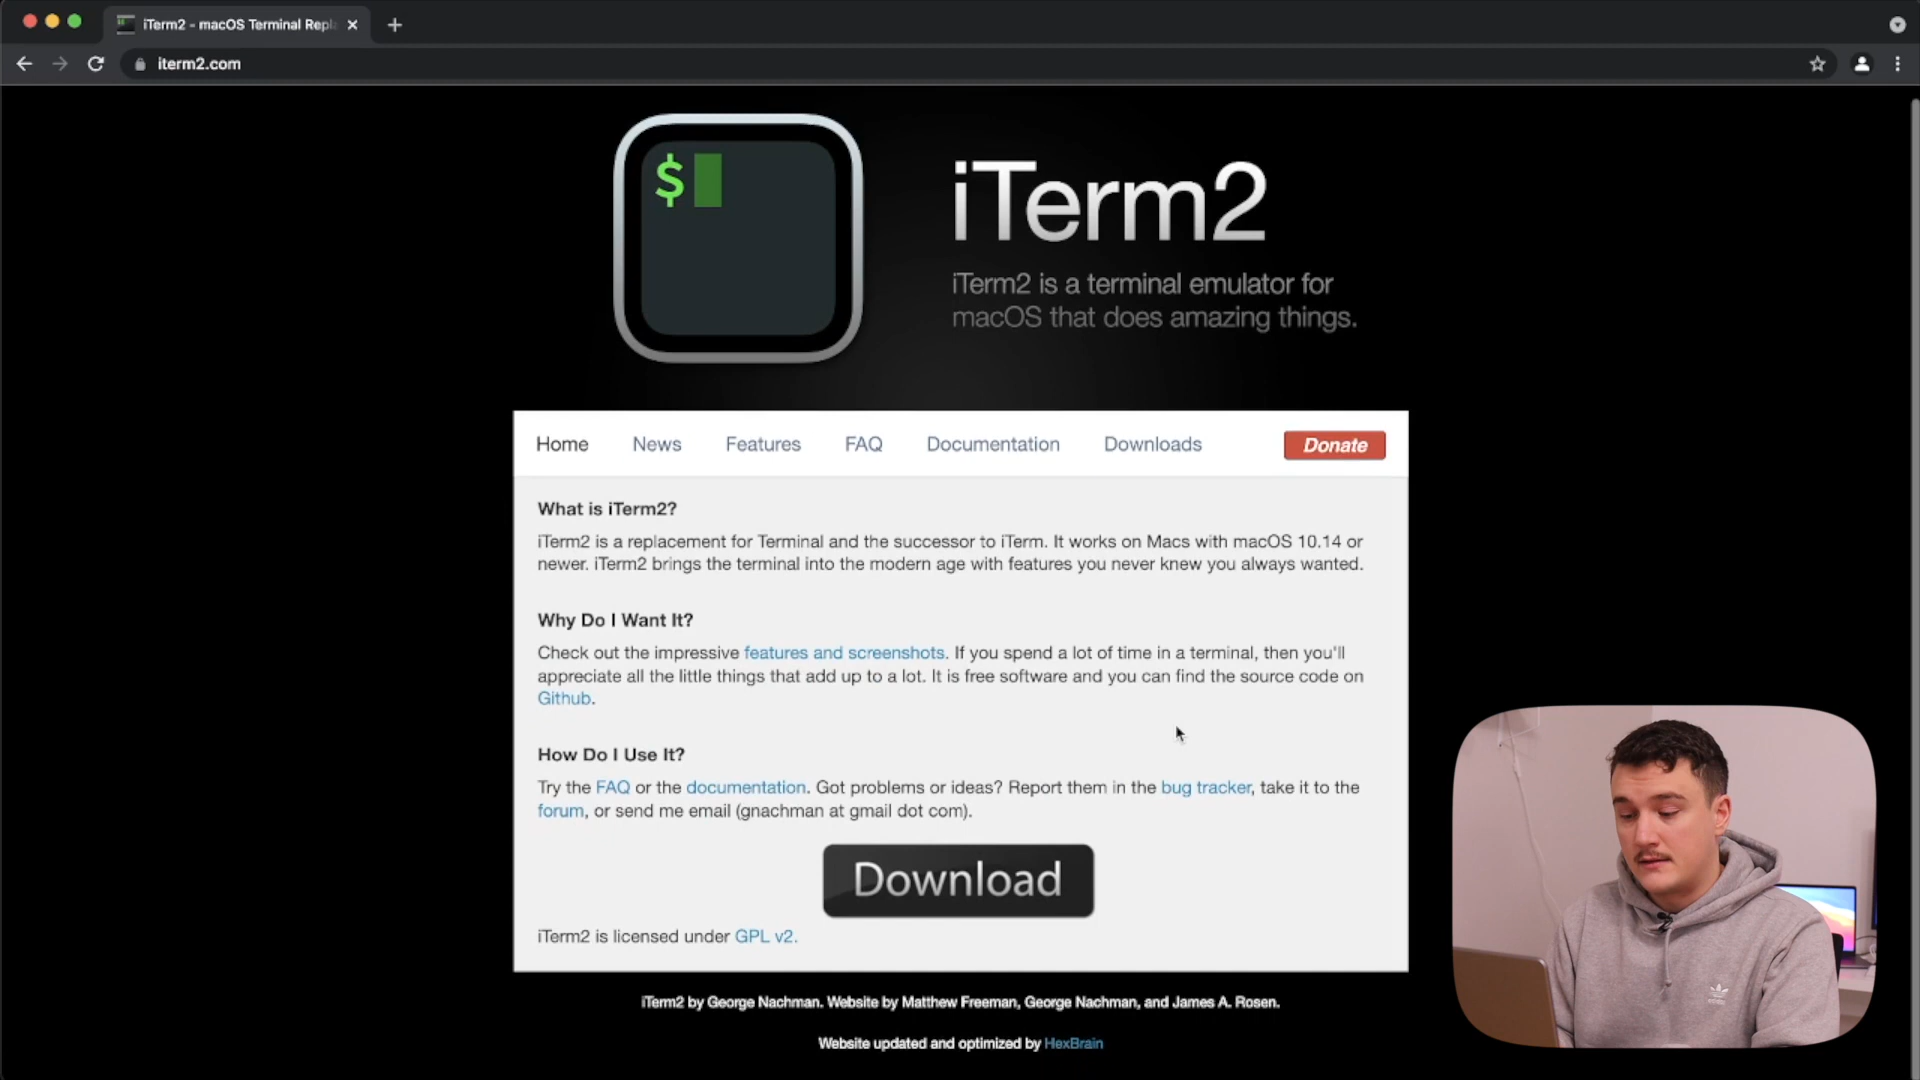 iTerm2 - macOS Terminal Repl
iterm2.com
$
iTerm2
iTerm2 is a terminal emulator for
macOS that does amazing things.
Home News Features FAQ Documentation Downloads Donate
What is iTerm2?
iTerm2 is a replacement for Terminal and the successor to iTerm. It works on Macs with macOS 10.14 or
newer. iTerm2 brings the terminal into the modern age with features you never knew you always wanted.
Why Do I Want It?
Check out the impressive features and screenshots. If you spend a lot of time in a terminal, then you'll
appreciate all the little things that add up to a lot. It is free software and you can find the source code on
Github.
How Do I Use It?
Try the FAQ or the documentation. Got problems or ideas? Report them in the bug tracker, take it to the
forum, or send me email (gnachman at gmail dot com).
Download
iTerm2 is licensed under GPL v2.
iTerm2 by George Nachman. Website by Matthew Freeman, George Nachman, and James A. Rosen.
Website updated and optimized by HexBrain